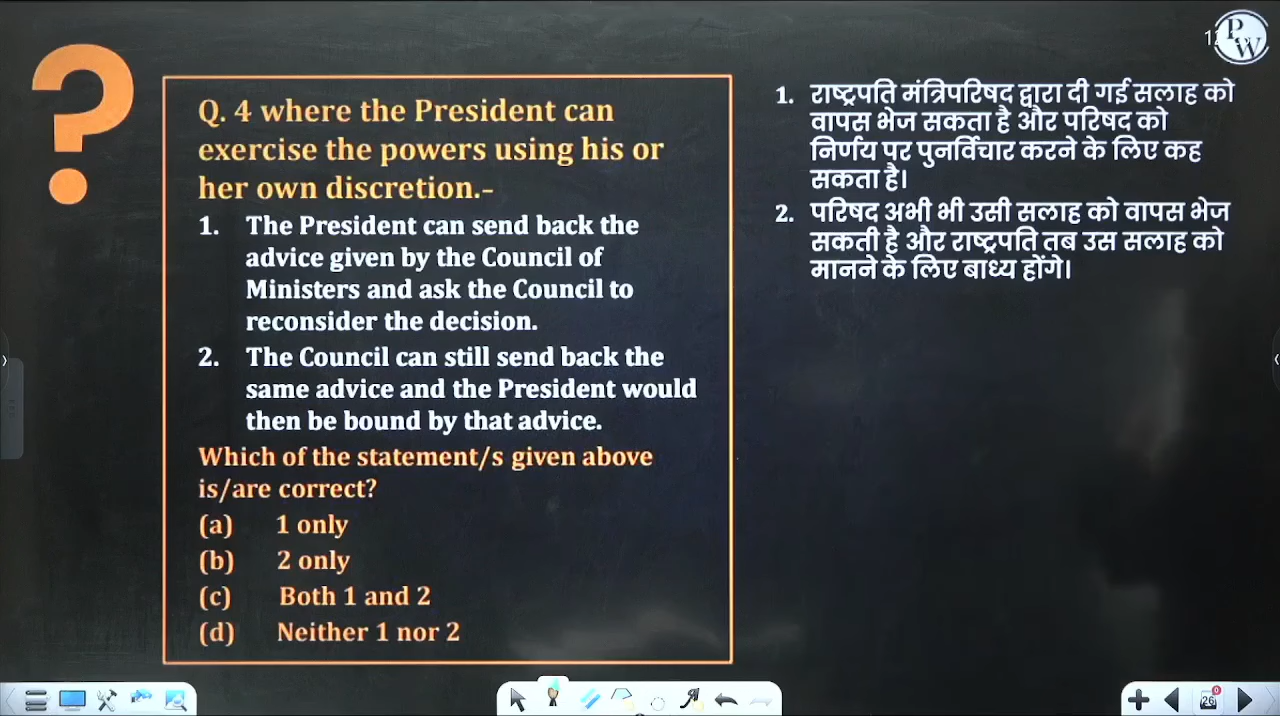 Q. 4 where the President can
exercise the powers using his or
her own discretion.-
1. The President can send back the
advice given by the Council of
Ministers and ask the Council to
reconsider the decision.
2. The Council can still send back the
same advice and the President would
then be bound by that advice.
Which of the statement/s given above
is/are correct?
(a) 1 only
(b) 2 only
(c) Both 1 and 2
(d) Neither 1 nor 2
1. राष्ट्रपति मंत्रिपरिषद द्वारा दी गई सलाह को
वापस भेज सकता है और परिषद को
निर्णय पर पुनर्विचार करने के लिए कह
सकता है।
2. परिषद अभी भी उसी सलाह को वापस भेज
सकती है और राष्ट्रपति तब उस सलाह को
मानने के लिए बाध्य होंगे।
PW
26